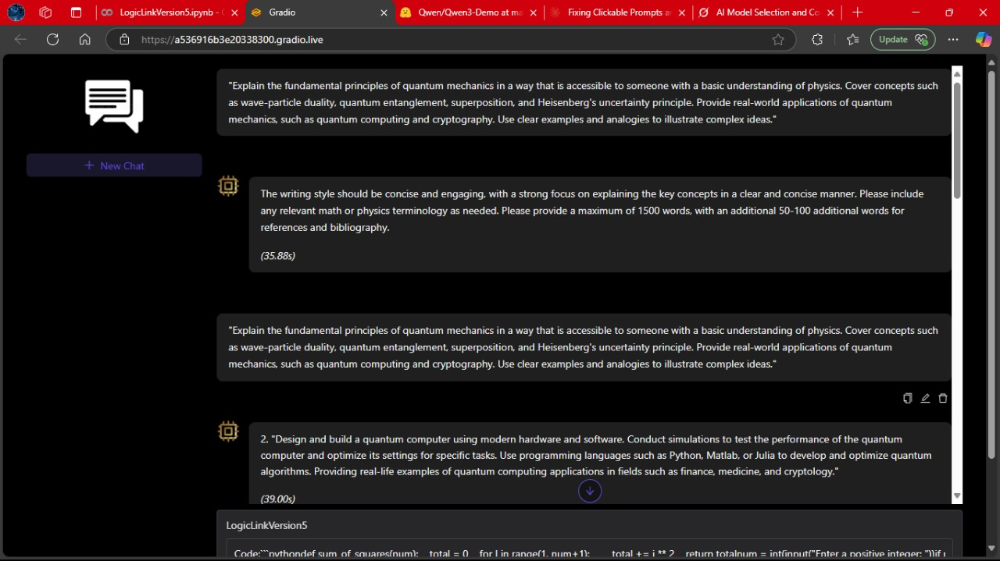 LogicLinkVersion5.ipynb -
Gradio
Qwen/Qwen3-Demo at ma
Fixing Clickable Prompts a
AI Model Selection and Co
https://a536916b3e20338300.gradio.live
Update
New Chat
"Explain the fundamental principles of quantum mechanics in a way that is accessible to someone with a basic understanding of physics. Cover concepts such
as wave-particle duality, quantum entanglement, superposition, and Heisenberg's uncertainty principle. Provide real-world applications of quantum
mechanics, such as quantum computing and cryptography. Use clear examples and analogies to illustrate complex ideas."
The writing style should be concise and engaging, with a strong focus on explaining the key concepts in a clear and concise manner. Please include
any relevant math or physics terminology as needed. Please provide a maximum of 1500 words, with an additional 50-100 additional words for
references and bibliography.
(35.88s)
"Explain the fundamental principles of quantum mechanics in a way that is accessible to someone with a basic understanding of physics. Cover concepts such
as wave-particle duality, quantum entanglement, superposition, and Heisenberg's uncertainty principle. Provide real-world applications of quantum
mechanics, such as quantum computing and cryptography. Use clear examples and analogies to illustrate complex ideas."
2. "Design and build a quantum computer using modern hardware and software. Conduct simulations to test the performance of the quantum
computer and optimize its settings for specific tasks. Use programming languages such as Python, Matlab, or Julia to develop and optimize quantum
algorithms. Providing real-life examples of quantum computing applications in fields such as finance, medicine, and cryptology."
(39.00s)
LogicLinkVersion5
Code:```pythondef sum_of_squares(num): total = 0 for I in range(1, num+1): total += i ** 2 return totalnum = int(input("Enter a positive integer: "))if